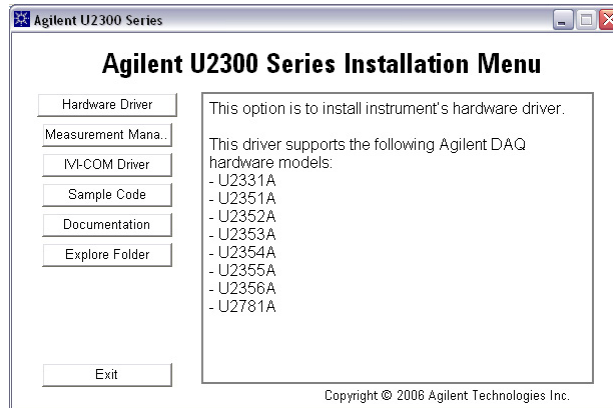 Agilent U2300 Series
Agilent U2300 Series Installation Menu
Hardware Driver
Measurement Mana..
IVI-COM Driver
Sample Code
Documentation
Explore Folder
Exit
This option is to install instrument's hardware driver.
This driver supports the following Agilent DAQ
hardware models:
- U2331A
- U2351A
- U2352A
- U2353A
- U2354A
- U2355A
- U2356A
- U2781A
Copyright © 2006 Agilent Technologies Inc.